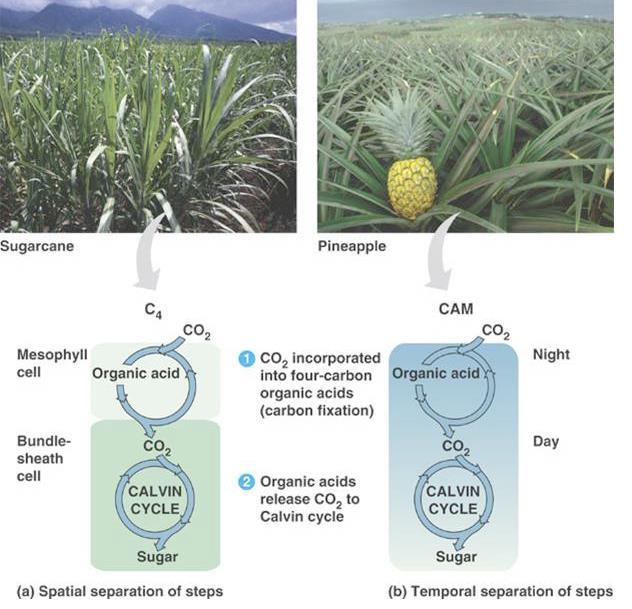 Sugarcane
Pineapple
C₄
CAM
CO₂
CO₂
Mesophyll
cell
Organic acid
1 CO₂ incorporated
into four-carbon
organic acids
(carbon fixation)
Organic acid
Night
Bundle-
sheath
cell
CO₂
CO₂
Day
CALVIN
CYCLE
2 Organic acids
release CO₂ to
Calvin cycle
CALVIN
CYCLE
Sugar
Sugar
(a) Spatial separation of steps
(b) Temporal separation of steps